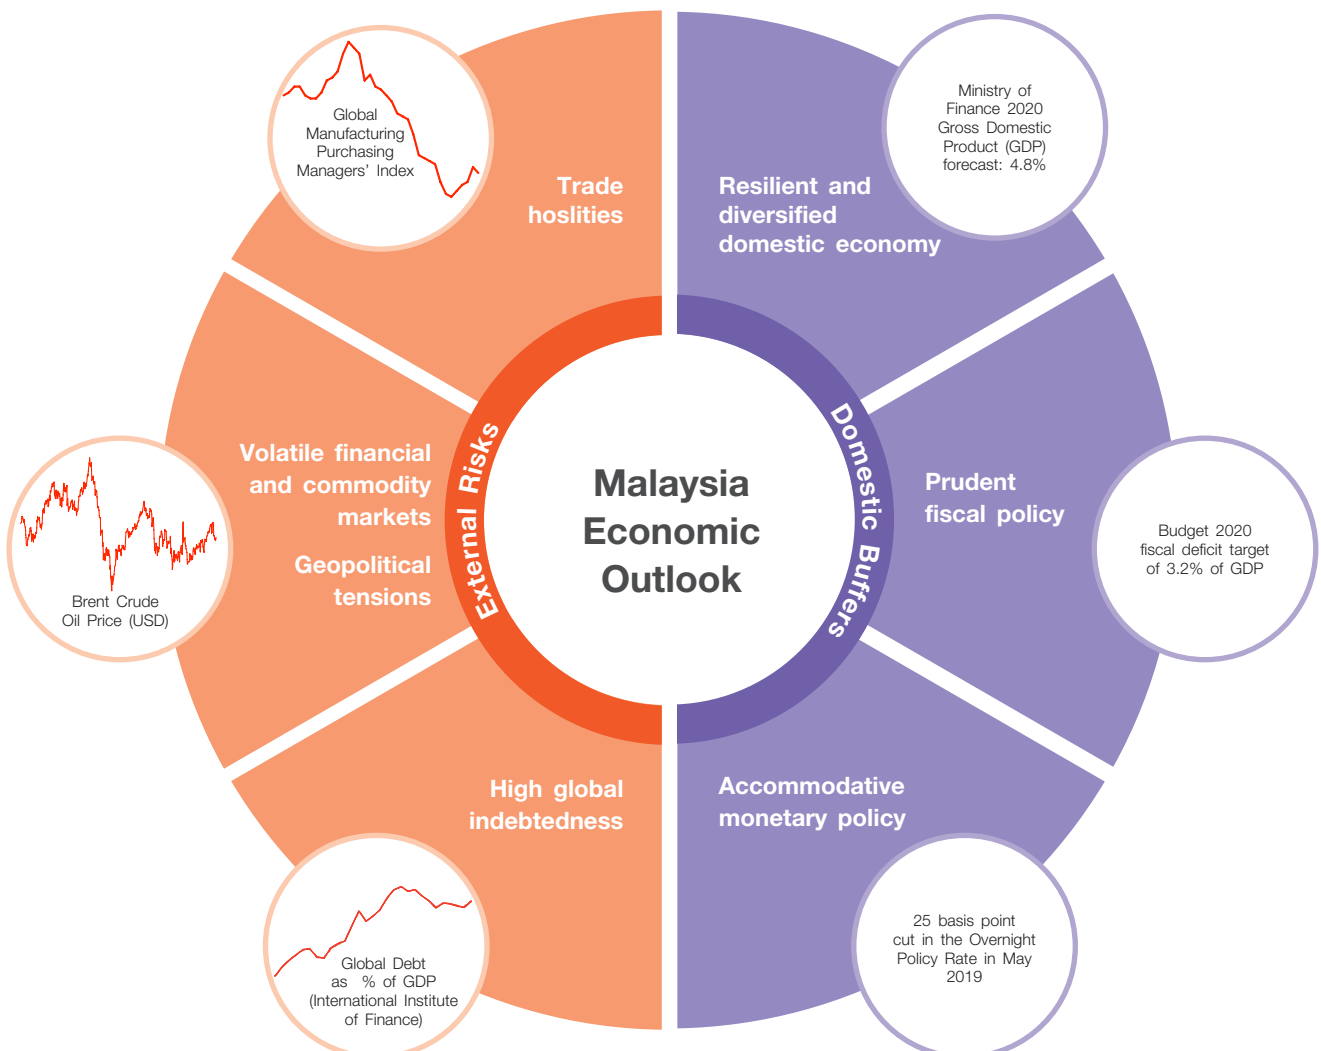 Malaysia
Economic
Outlook
External Risks
Global
Manufacturing
Purchasing
Managers' Index
Trade
hoslities
Volatile financial
and commodity
markets
Geopolitical
tensions
Brent Crude
Oil Price (USD)
High global
indebtedness
Global Debt
as % of GDP
(International Institute
of Finance)
Domestic Buffers
Resilient and
diversified
domestic economy
Ministry of
Finance 2020
Gross Domestic
Product (GDP)
forecast: 4.8%
Prudent
fiscal policy
Budget 2020
fiscal deficit target
of 3.2% of GDP
Accommodative
monetary policy
25 basis point
cut in the Overnight
Policy Rate in May
2019